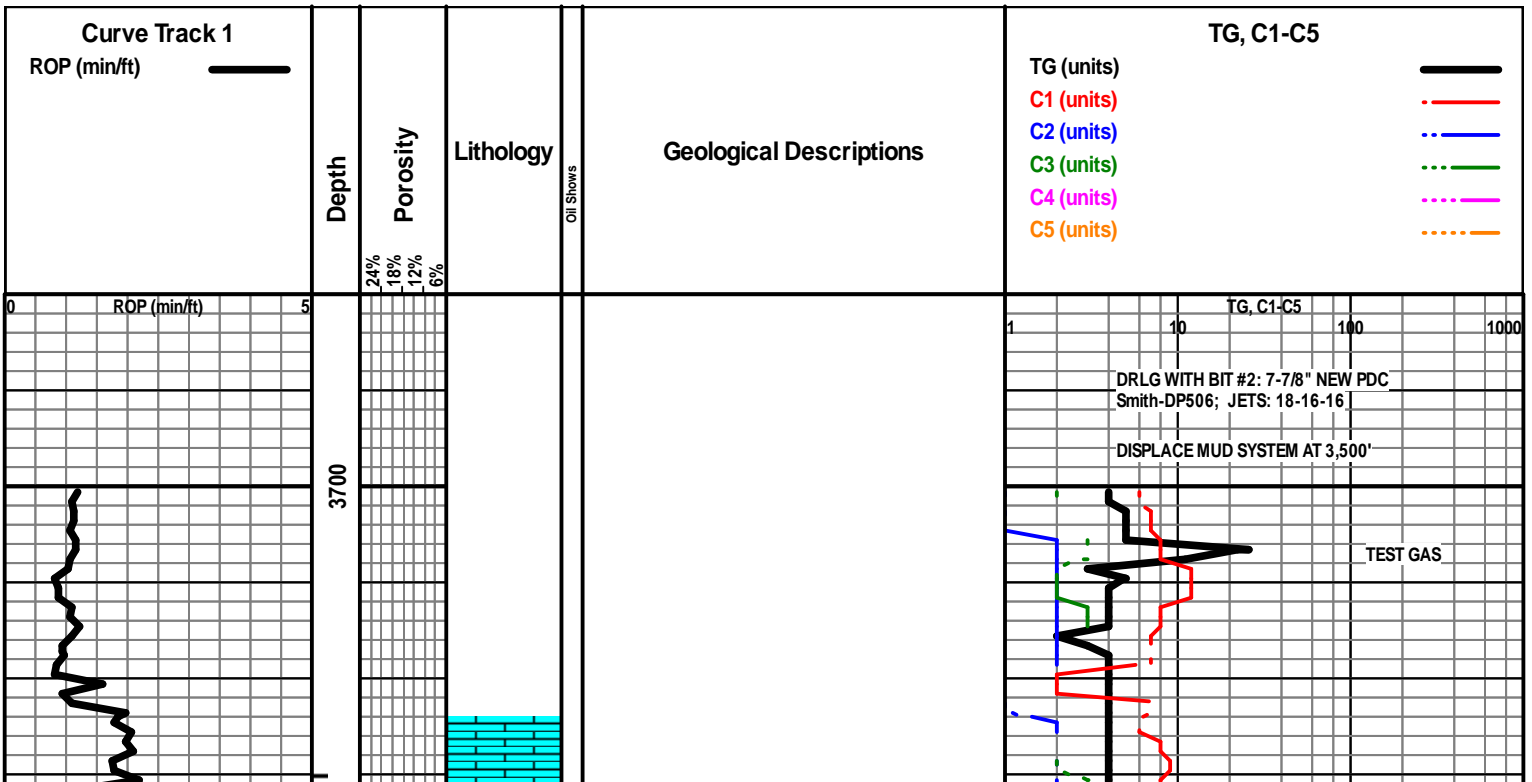 Curve Track 1
ROP (min/ft)
Depth
Porosity
24%
18%
12%
6%
Lithology
Oil Shows
Geological Descriptions
TG, C1-C5
TG (units)
C1 (units)
C2 (units)
C3 (units)
C4 (units)
C5 (units)
0 ROP (min/ft) 5
TG, C1-C5
1 10 100 1000
DRLG WITH BIT #2: 7-7/8" NEW PDC
Smith-DP506; JETS: 18-16-16
DISPLACE MUD SYSTEM AT 3,500'
3700
TEST GAS